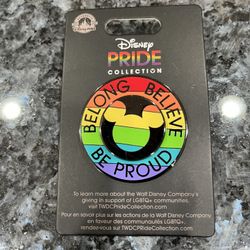 Disney
PRIDE
COLLECTION
BELONG BELIEVE
BE PROUD
To learn more about the Walt Disney Company's
giving in support of LGBTQ+ communities, visit
TWDCPrideCollection.com.
Pour en savoir plus sur les actions de la Walt Disney Company
en faveur des communautés LGBTQ+,
rendez-vous sur TWDCPrideCollection.com.